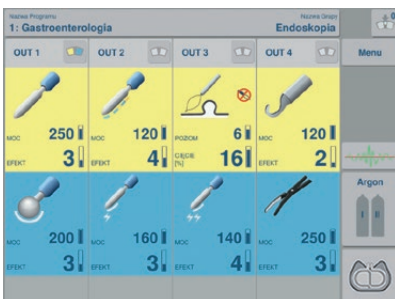 Nazwa Programu
Nazwa Grupy
1: Gastroenterologia
Endoskopia
0
OUT 1
OUT 2
OUT 3
OUT 4
Menu
MOC 250
MOC 120
POZIOM 6
MOC 120
EFEKT 3
EFEKT 4
CIĘCIE [%] 16
EFEKT 2
Argon
I II
MOC 200
MOC 160
MOC 140
MOC 250
EFEKT 3
EFEKT 3
EFEKT 4
EFEKT 3